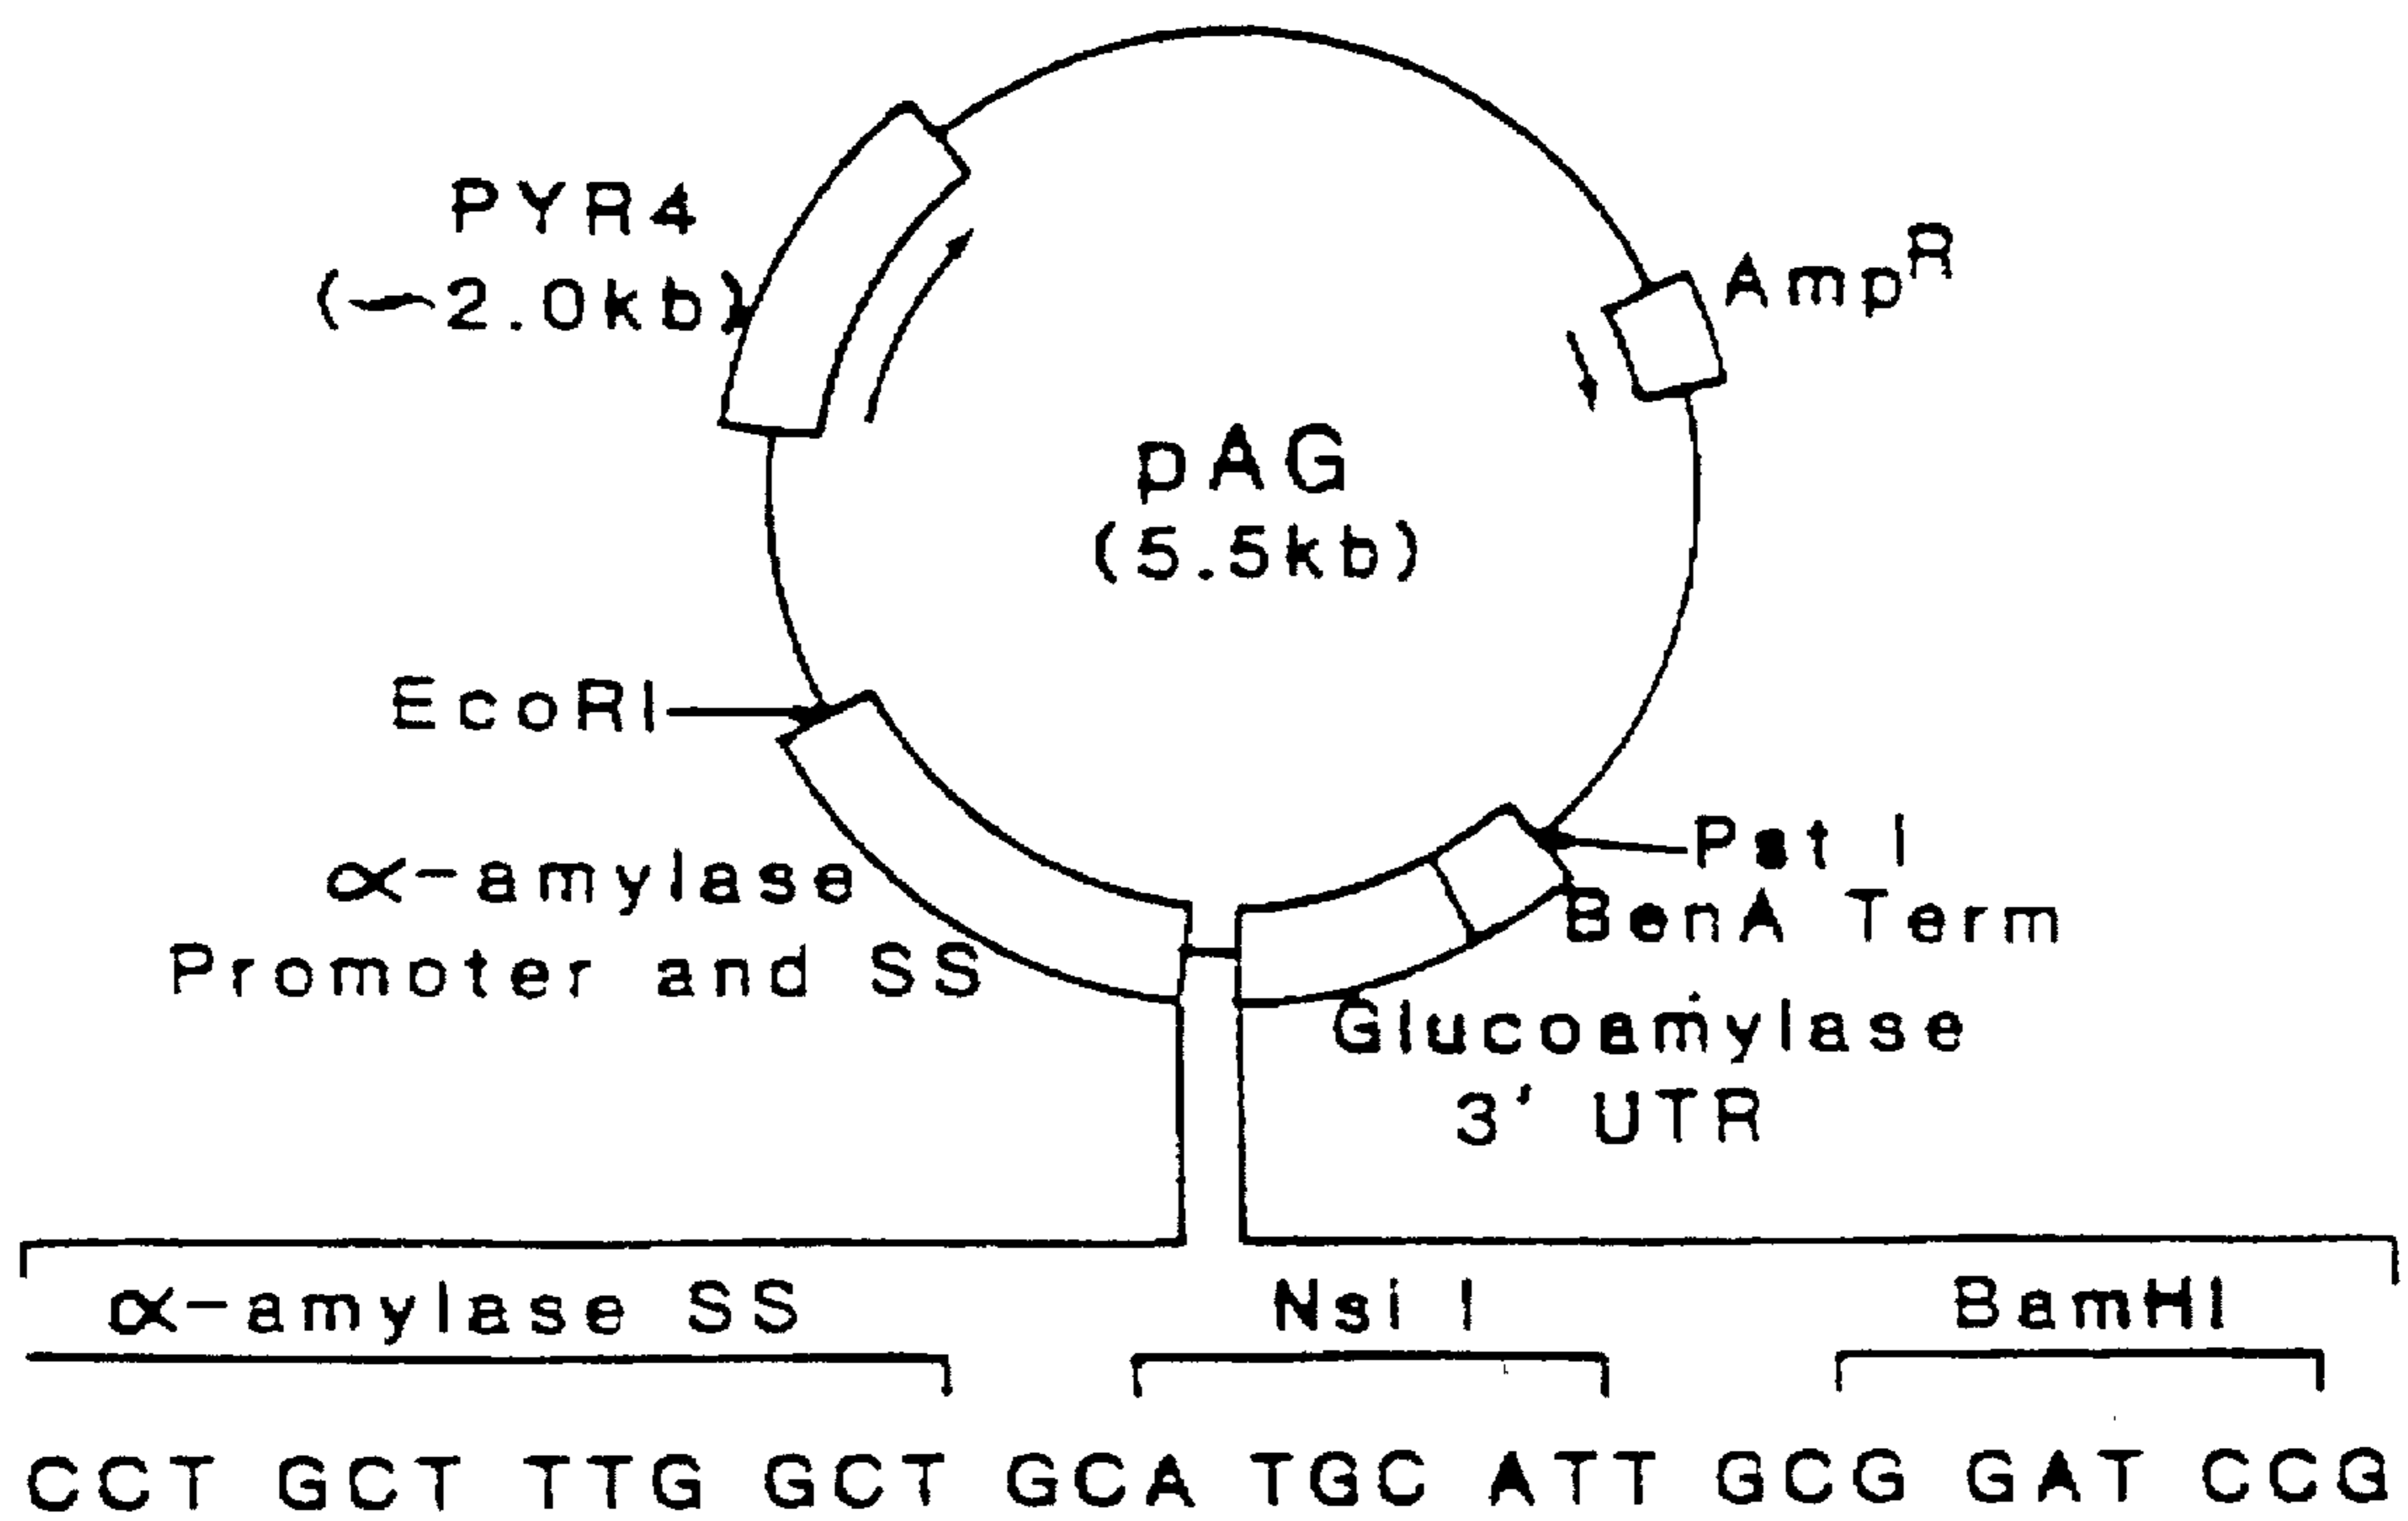 PYR4
(~2.0kb)
Amp^R
pAG
(5.5kb)
EcoRI
α-amylase
Promoter and SS
Pst I
BenA Term
Glucoamylase
3' UTR
α-amylase SS
Nsi I
BamHI
CCT GCT TTG GCT GCA TGC ATT GCG GAT CCG